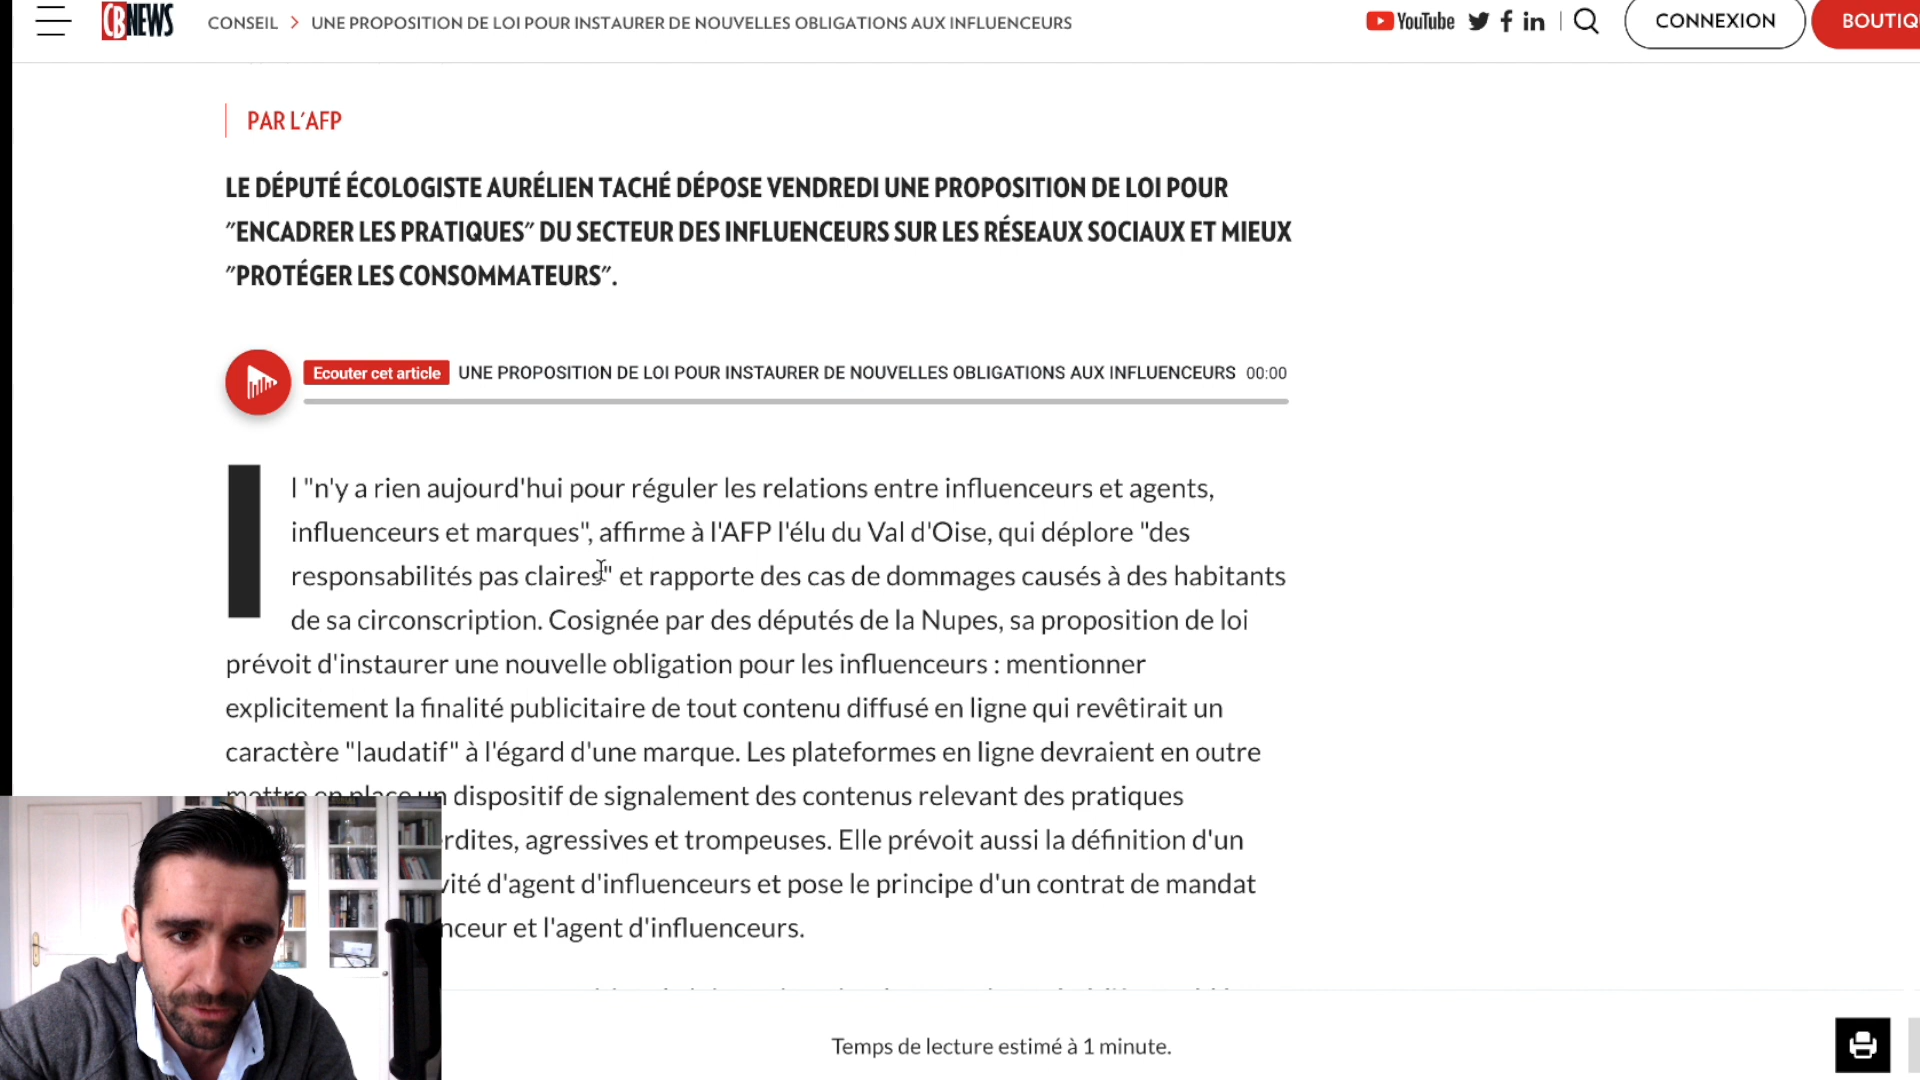 CBNEWS
CONSEIL > UNE PROPOSITION DE LOI POUR INSTAURER DE NOUVELLES OBLIGATIONS AUX INFLUENCEURS
YouTube
CONNEXION
BOUTIQ
PAR L'AFP
LE DÉPUTÉ ÉCOLOGISTE AURÉLIEN TACHÉ DÉPOSE VENDREDI UNE PROPOSITION DE LOI POUR
"ENCADRER LES PRATIQUES" DU SECTEUR DES INFLUENCEURS SUR LES RÉSEAUX SOCIAUX ET MIEUX
"PROTÉGER LES CONSOMMATEURS".
Ecouter cet article UNE PROPOSITION DE LOI POUR INSTAURER DE NOUVELLES OBLIGATIONS AUX INFLUENCEURS 00:00
Il "n'y a rien aujourd'hui pour réguler les relations entre influenceurs et agents,
influenceurs et marques", affirme à l'AFP l'élu du Val d'Oise, qui déplore "des
responsabilités pas claires" et rapporte des cas de dommages causés à des habitants
de sa circonscription. Cosignée par des députés de la Nupes, sa proposition de loi
prévoit d'instaurer une nouvelle obligation pour les influenceurs : mentionner
explicitement la finalité publicitaire de tout contenu diffusé en ligne qui revêtirait un
caractère "laudatif" à l'égard d'une marque. Les plateformes en ligne devraient en outre
mettre en place un dispositif de signalement des contenus relevant des pratiques
rdites, agressives et trompeuses. Elle prévoit aussi la définition d'un
vité d'agent d'influenceurs et pose le principe d'un contrat de mandat
nceur et l'agent d'influenceurs.
Temps de lecture estimé à 1 minute.